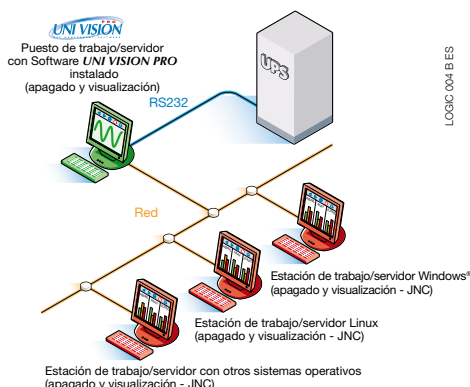 UNI VISION PRO
Puesto de trabajo/servidor
con Software UNI VISION PRO
instalado
(apagado y visualización)
RS232
UPS
LOGIC 004 B ES
Red
Estación de trabajo/servidor Windows®
(apagado y visualización - JNC)
Estación de trabajo/servidor Linux
(apagado y visualización - JNC)
Estación de trabajo/servidor con otros sistemas operativos
(apagado y visualización - JNC)